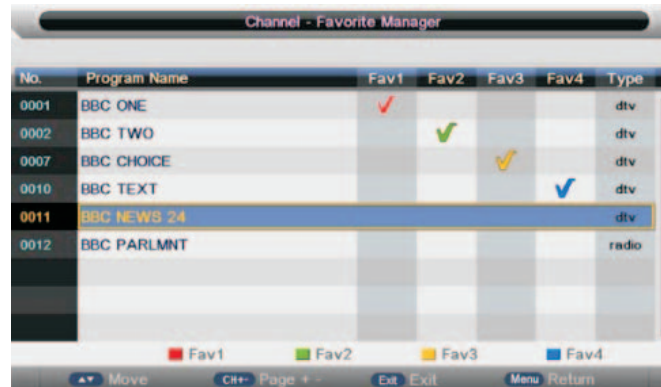 Channel - Favorite Manager
No. Program Name Fav1 Fav2 Fav3 Fav4 Type
0001 BBC ONE dtv
0002 BBC TWO dtv
0007 BBC CHOICE dtv
0010 BBC TEXT dtv
0011 BBC NEWS 24 dtv
0012 BBC PARLMNT radio
Fav1 Fav2 Fav3 Fav4
Move CH+- Page + - Exit Exit Menu Return